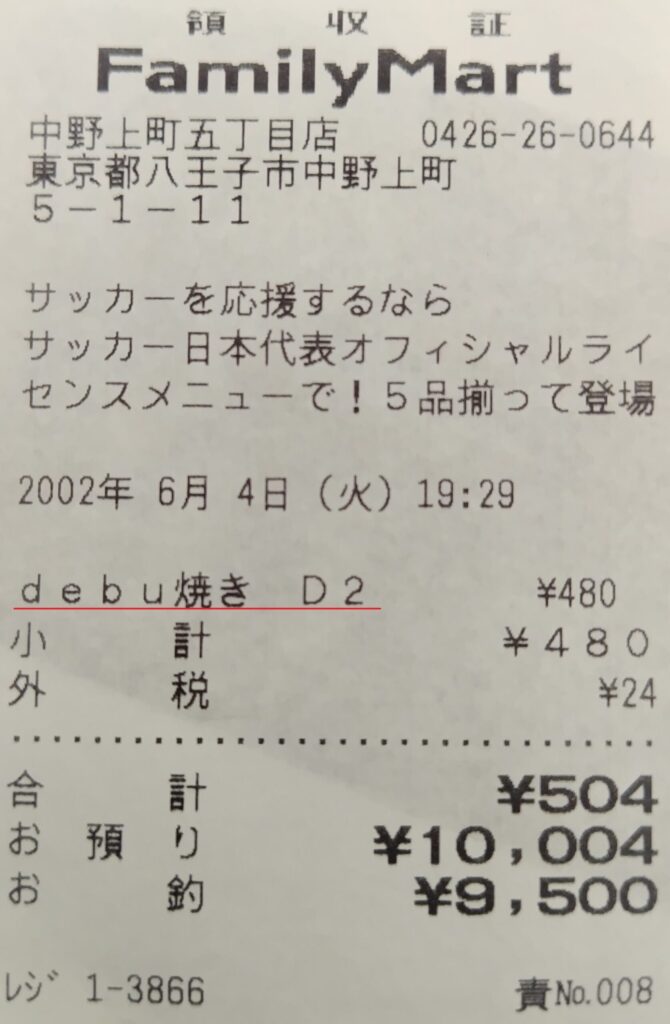 領 収 証
FamilyMart
中野上町五丁目店 0426-26-0644
東京都八王子市中野上町
5-1-11
サッカーを応援するなら
サッカー日本代表オフィシャルライ
センスメニューで!5品揃って登場
2002年 6月 4日 (火) 19:29
debu焼き D2 ¥480
小 計 ¥480
外 税 ¥24
合 計 ¥504
お 預 り ¥10,004
お 釣 ¥9,500
レジ 1-3866 責No.008